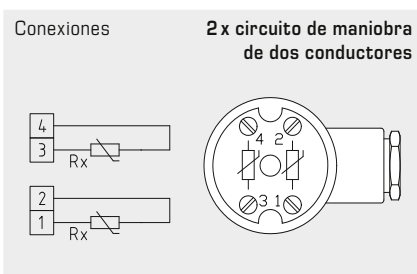 Conexiones
2 x circuito de maniobra
de dos conductores
4
3
Rx
2
1
Rx
4 2
3 1